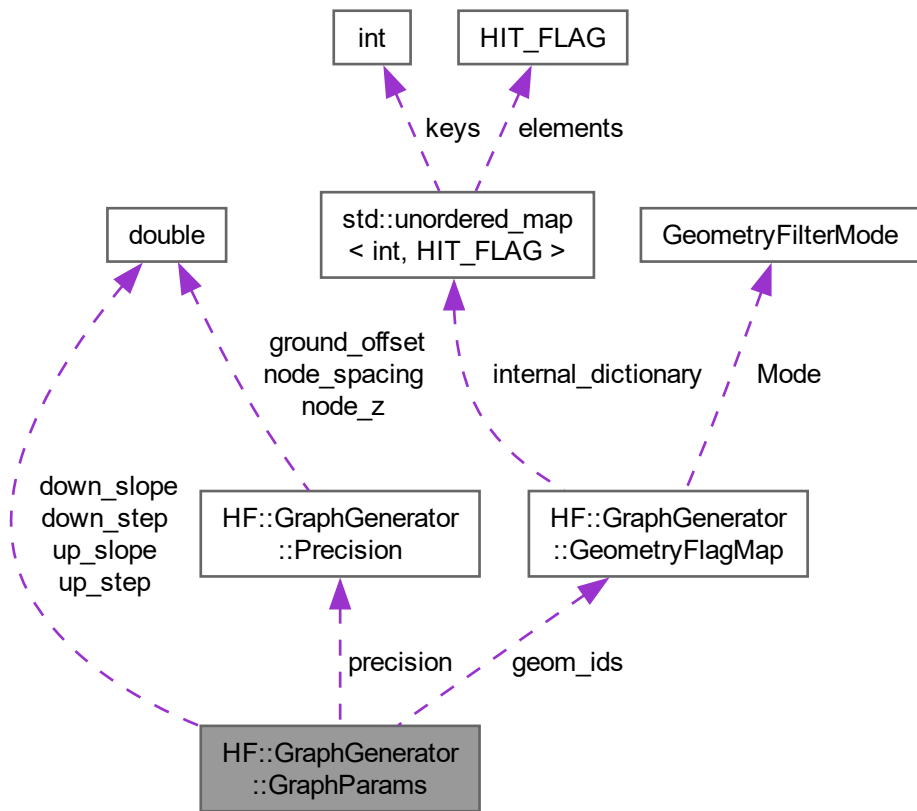 int
HIT_FLAG
keys
elements
double
std::unordered_map
< int, HIT_FLAG >
GeometryFilterMode
ground_offset
node_spacing
node_z
internal_dictionary
Mode
down_slope
down_step
up_slope
up_step
HF::GraphGenerator
::Precision
HF::GraphGenerator
::GeometryFlagMap
precision
geom_ids
HF::GraphGenerator
::GraphParams